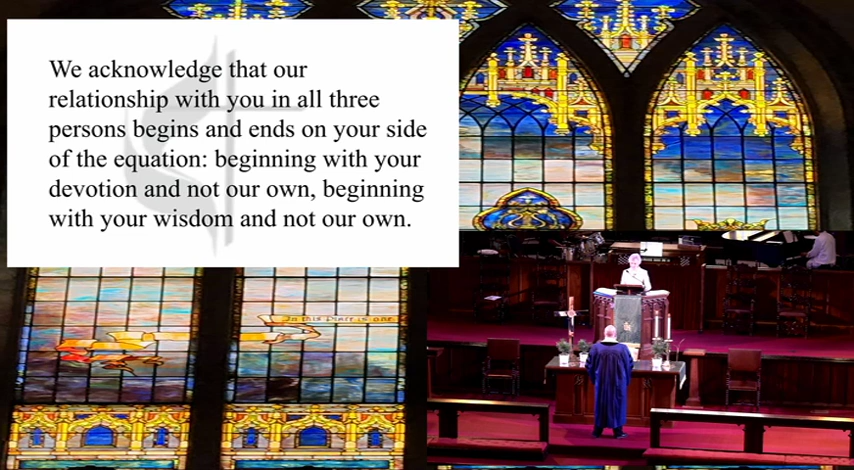 We acknowledge that our
relationship with you in all three
persons begins and ends on your side
of the equation: beginning with your
devotion and not our own, beginning
with your wisdom and not our own.
In this place is one